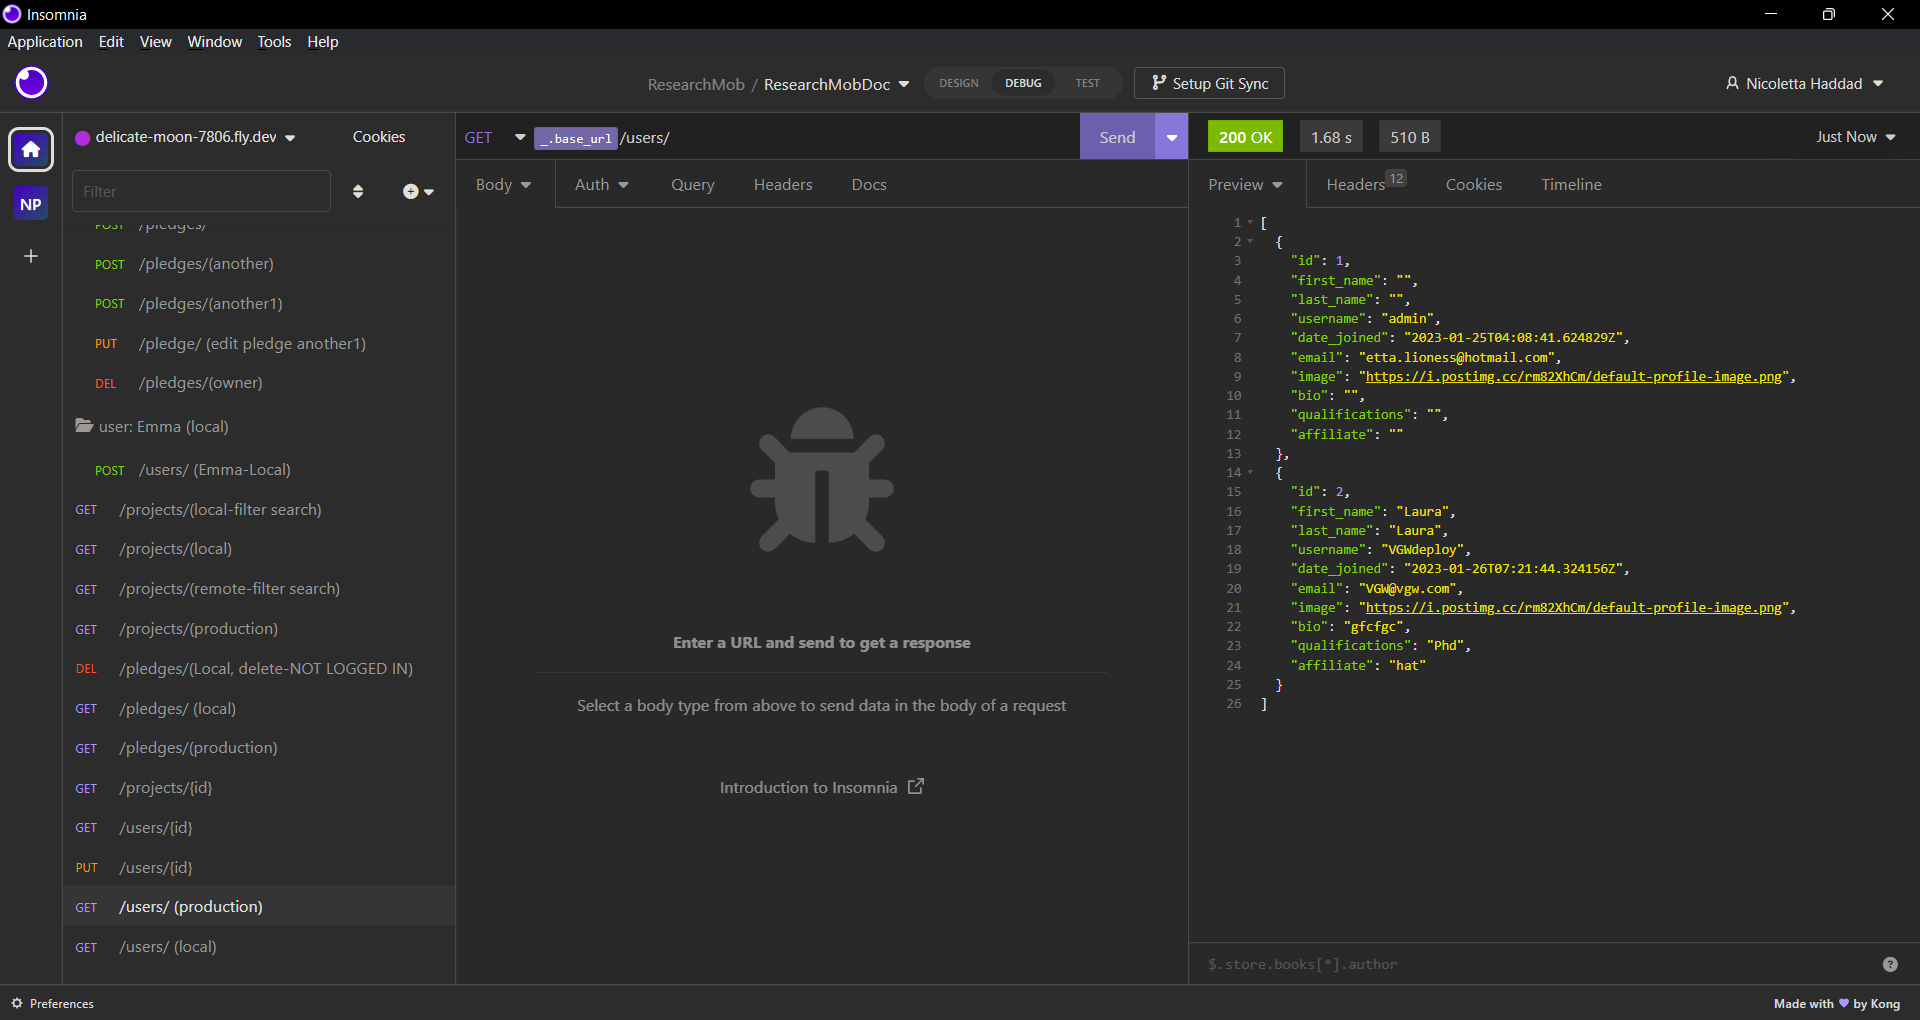 Insomnia
Application Edit View Window Tools Help
ResearchMob / ResearchMobDoc DESIGN DEBUG TEST Setup Git Sync Nicoletta Haddad
NP
delicate-moon-7806.fly.dev Cookies
Filter
POST /pledges/
POST /pledges/(another)
POST /pledges/(another1)
PUT /pledge/ (edit pledge another1)
DEL /pledges/(owner)
user: Emma (local)
POST /users/ (Emma-Local)
GET /projects/(local-filter search)
GET /projects/(local)
GET /projects/(remote-filter search)
GET /projects/(production)
DEL /pledges/(Local, delete-NOT LOGGED IN)
GET /pledges/ (local)
GET /pledges/(production)
GET /projects/{id}
GET /users/{id}
PUT /users/{id}
GET /users/ (production)
GET /users/ (local)
GET _.base_url /users/ Send
Body Auth Query Headers Docs
Enter a URL and send to get a response
Select a body type from above to send data in the body of a request
Introduction to Insomnia
200 OK 1.68 s 510 B Just Now
Preview Headers 12 Cookies Timeline
1 [
2 {
3 "id": 1,
4 "first_name": "",
5 "last_name": "",
6 "username": "admin",
7 "date_joined": "2023-01-25T04:08:41.624829Z",
8 "email": "etta.lioness@hotmail.com",
9 "image": "https://i.postimg.cc/rm82XhCm/default-profile-image.png",
10 "bio": "",
11 "qualifications": "",
12 "affiliate": ""
13 },
14 {
15 "id": 2,
16 "first_name": "Laura",
17 "last_name": "Laura",
18 "username": "VGWdeploy",
19 "date_joined": "2023-01-26T07:21:44.324156Z",
20 "email": "VGW@vgw.com",
21 "image": "https://i.postimg.cc/rm82XhCm/default-profile-image.png",
22 "bio": "gfcfgc",
23 "qualifications": "Phd",
24 "affiliate": "hat"
25 }
26 ]
$.store.books[*].author
Preferences
Made with by Kong